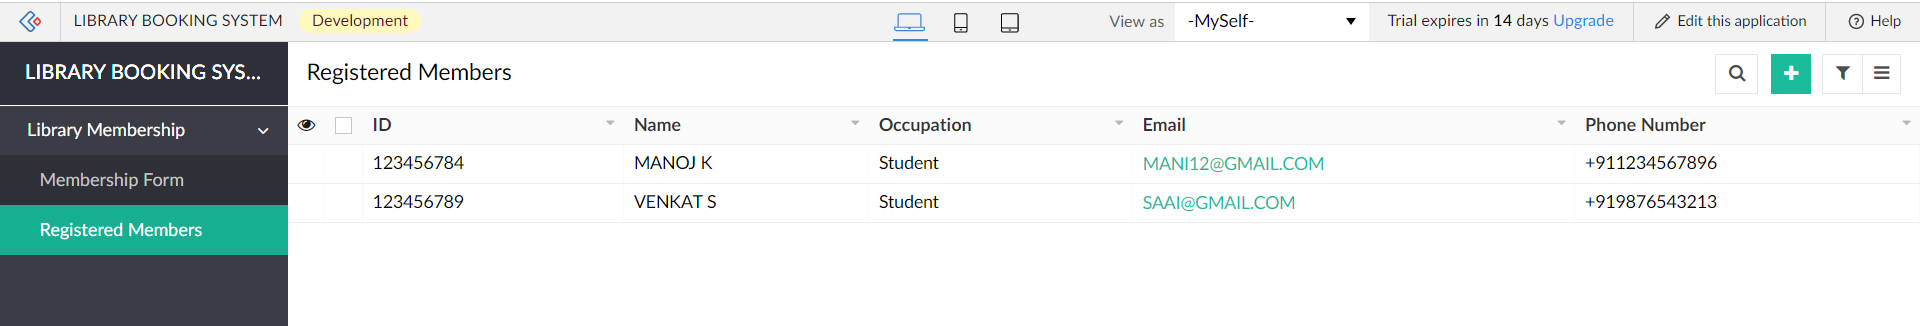 LIBRARY BOOKING SYSTEM Development View as -MySelf- Trial expires in 14 days Upgrade Edit this application Help
LIBRARY BOOKING SYS... Registered Members
Library Membership ID Name Occupation Email Phone Number
123456784 MANOJ K Student MANI12@GMAIL.COM +911234567896
Membership Form
123456789 VENKAT S Student SAAI@GMAIL.COM +919876543213
Registered Members